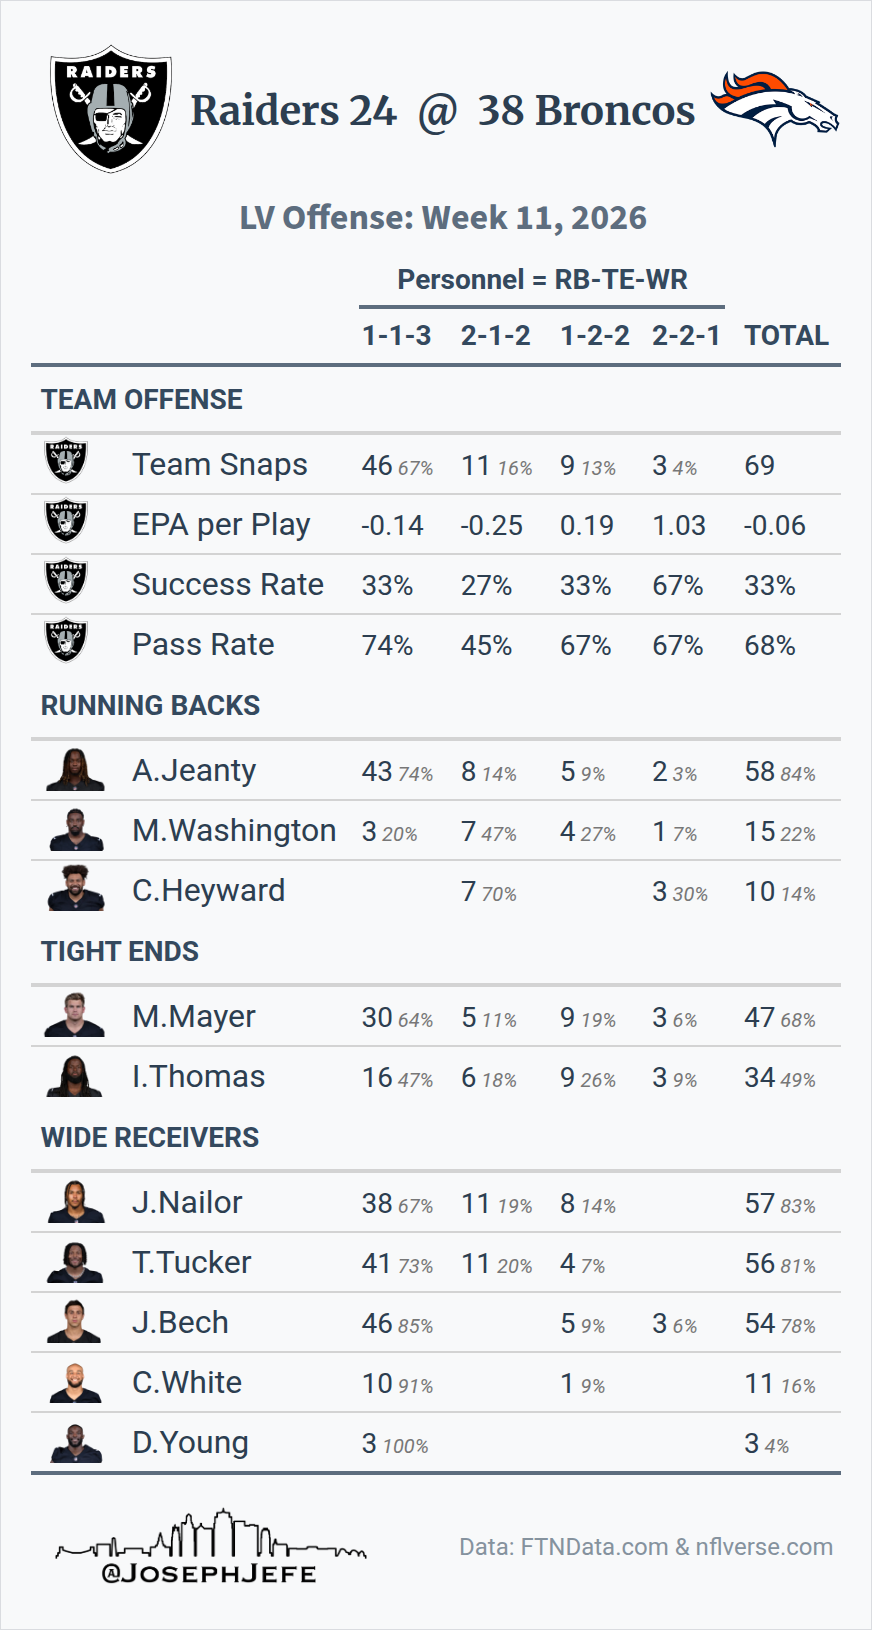 RAIDERS
Raiders 24 @ 38 Broncos
LV Offense: Week 11, 2026
Personnel = RB-TE-WR
1-1-3 2-1-2 1-2-2 2-2-1 TOTAL
TEAM OFFENSE
RAIDERS Team Snaps 46 67% 11 16% 9 13% 3 4% 69
RAIDERS EPA per Play -0.14 -0.25 0.19 1.03 -0.06
RAIDERS Success Rate 33% 27% 33% 67% 33%
RAIDERS Pass Rate 74% 45% 67% 67% 68%
RUNNING BACKS
A.Jeanty 43 74% 8 14% 5 9% 2 3% 58 84%
M.Washington 3 20% 7 47% 4 27% 1 7% 15 22%
C.Heyward 7 70% 3 30% 10 14%
TIGHT ENDS
M.Mayer 30 64% 5 11% 9 19% 3 6% 47 68%
I.Thomas 16 47% 6 18% 9 26% 3 9% 34 49%
WIDE RECEIVERS
J.Nailor 38 67% 11 19% 8 14% 57 83%
T.Tucker 41 73% 11 20% 4 7% 56 81%
J.Bech 46 85% 5 9% 3 6% 54 78%
C.White 10 91% 1 9% 11 16%
D.Young 3 100% 3 4%
@JOSEPHJEFE
Data: FTNData.com & nflverse.com